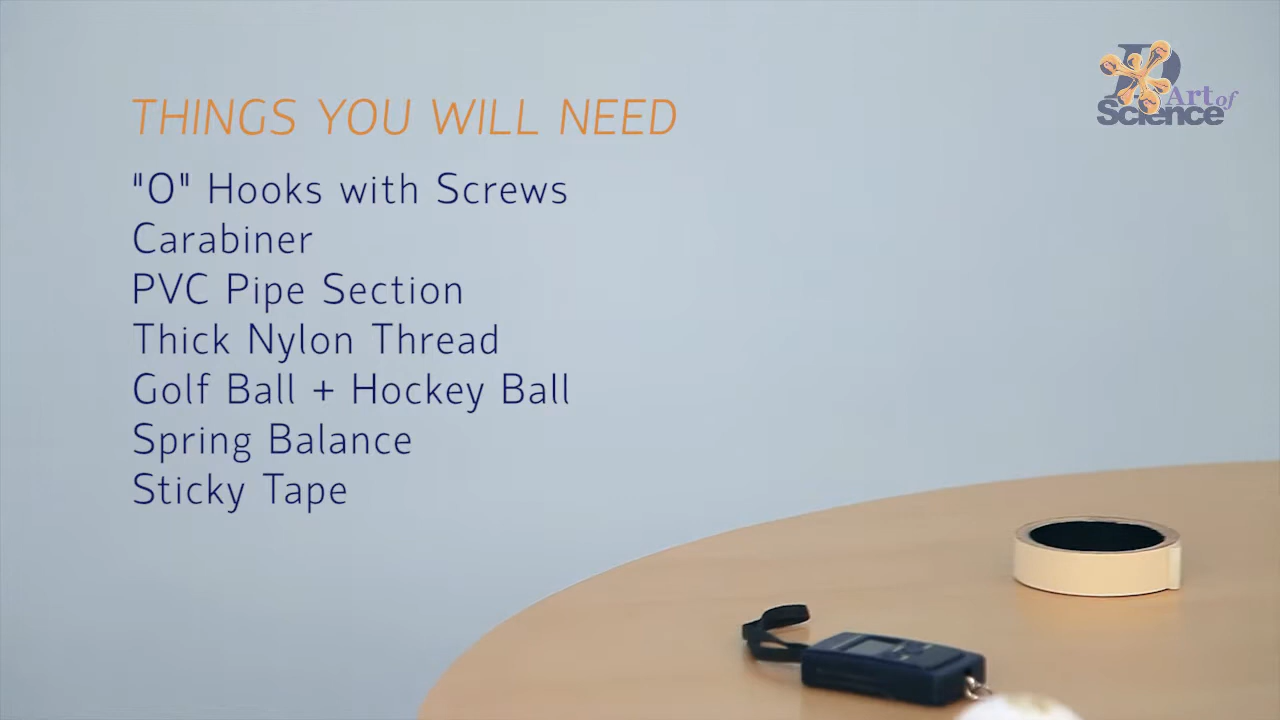 THINGS YOU WILL NEED
"O" Hooks with Screws
Carabiner
PVC Pipe Section
Thick Nylon Thread
Golf Ball + Hockey Ball
Spring Balance
Sticky Tape
Art of
Science